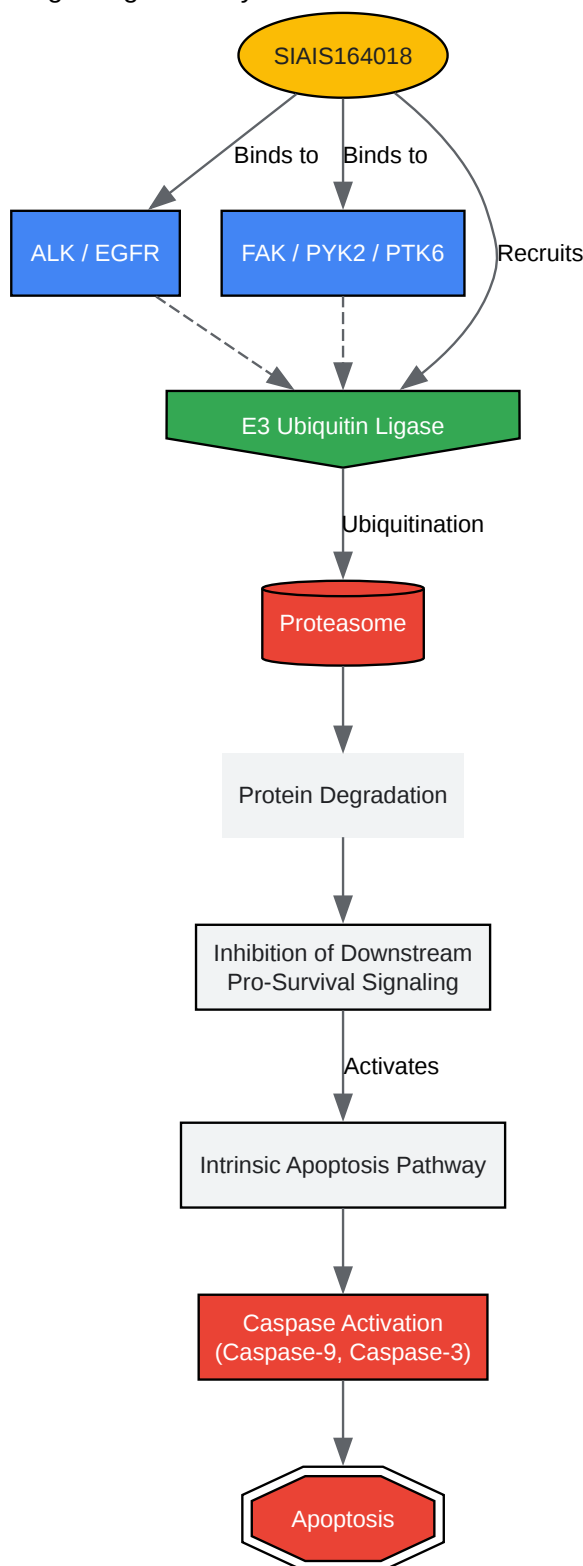 SIAIS164018
Binds to
Binds to
ALK / EGFR
FAK / PYK2 / PTK6
Recruits
E3 Ubiquitin Ligase
Ubiquitination
Proteasome
Protein Degradation
Inhibition of Downstream
Pro-Survival Signaling
Activates
Intrinsic Apoptosis Pathway
Caspase Activation
(Caspase-9, Caspase-3)
Apoptosis